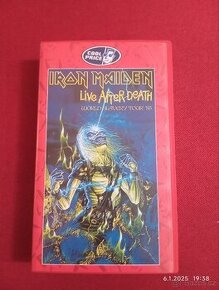 COOL
PRICE
IRON MAIDEN
Live After Death
WORLD SLAVERY TOUR '85
6.1.2025 19:38